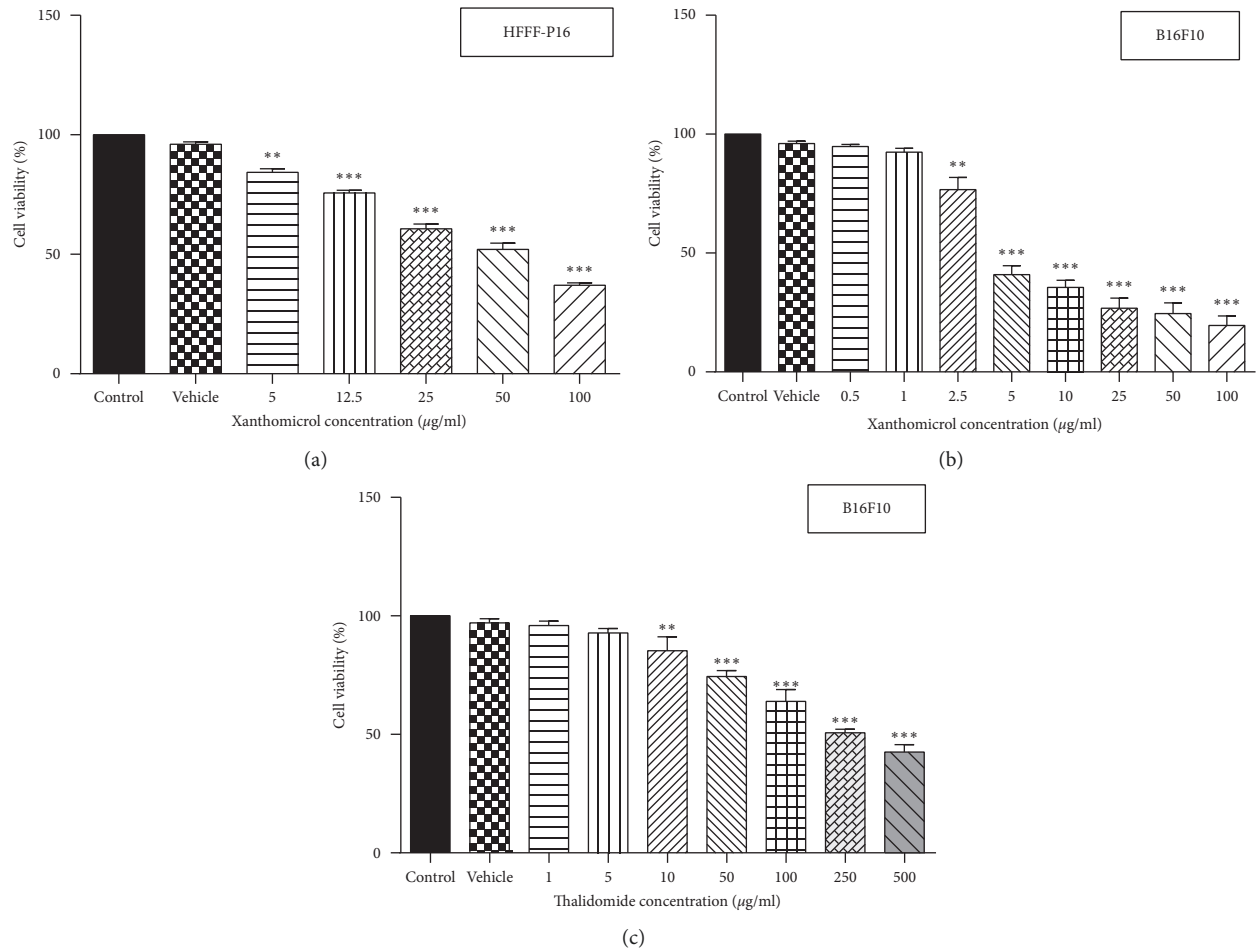 150
100
50
0
Cell viability (%)
HFFF-P16
**
***
***
***
***
Control Vehicle 5 12.5 25 50 100
Xanthomicrol concentration (μg/ml)
(a)
150
100
50
0
Cell viability (%)
B16F10
**
***
***
***
***
***
Control Vehicle 0.5 1 2.5 5 10 25 50 100
Xanthomicrol concentration (μg/ml)
(b)
150
100
50
0
Cell viability (%)
B16F10
**
***
***
***
***
Control Vehicle 1 5 10 50 100 250 500
Thalidomide concentration (μg/ml)
(c)